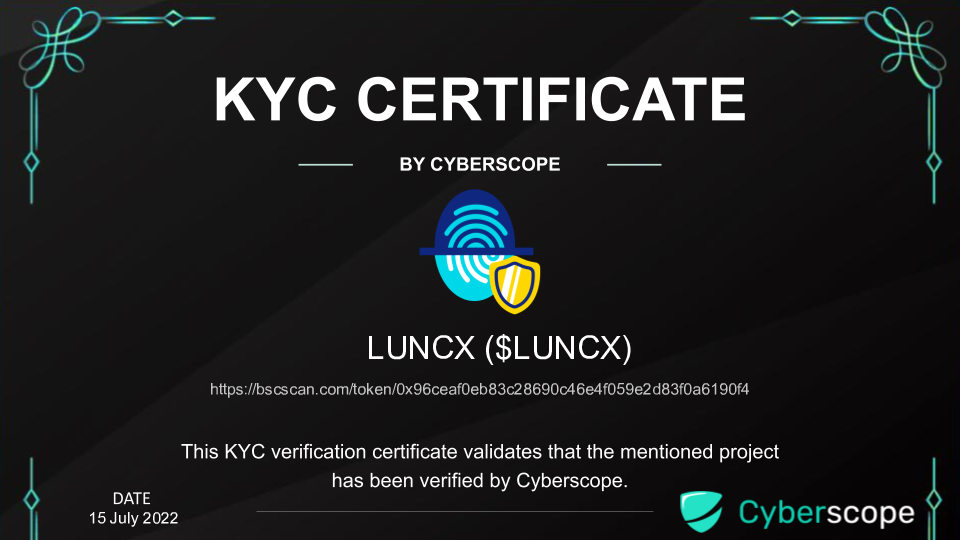 KYC CERTIFICATE
BY CYBERSCOPE
LUNCX ($LUNCX)
https://bscscan.com/token/0x96ceaf0eb83c28690c46e4f059e2d83f0a6190f4
This KYC verification certificate validates that the mentioned project
has been verified by Cyberscope.
DATE
15 July 2022
Cyberscope